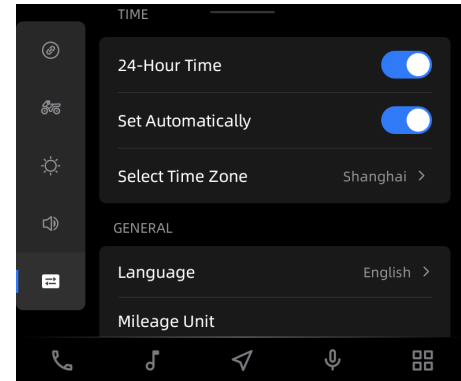 TIME
24-Hour Time
Set Automatically
Select Time Zone Shanghai >
GENERAL
Language English >
Mileage Unit